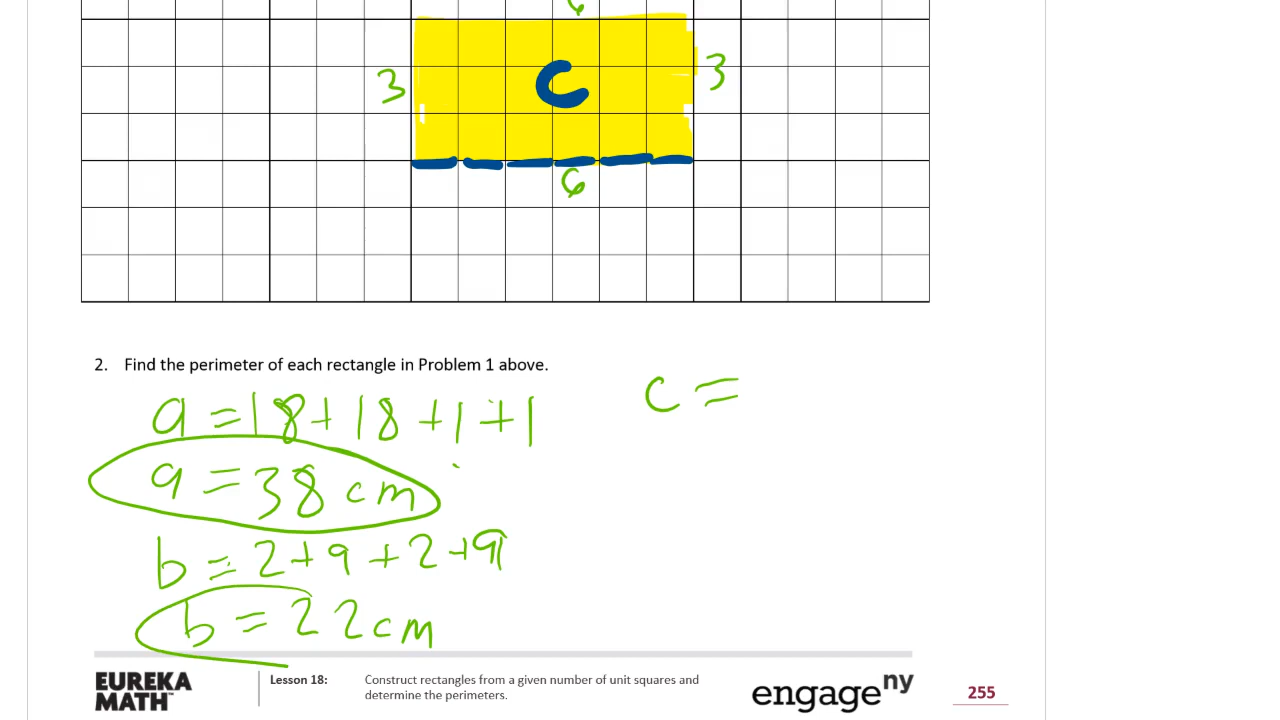 6
3
C
3
6
2. Find the perimeter of each rectangle in Problem 1 above.
a = 18 + 18 + 1 + 1
a = 38 cm
b = 2 + 9 + 2 + 9
b = 22 cm
c =
EUREKA MATH™
Lesson 18:
Construct rectangles from a given number of unit squares and
determine the perimeters.
engage ny
255